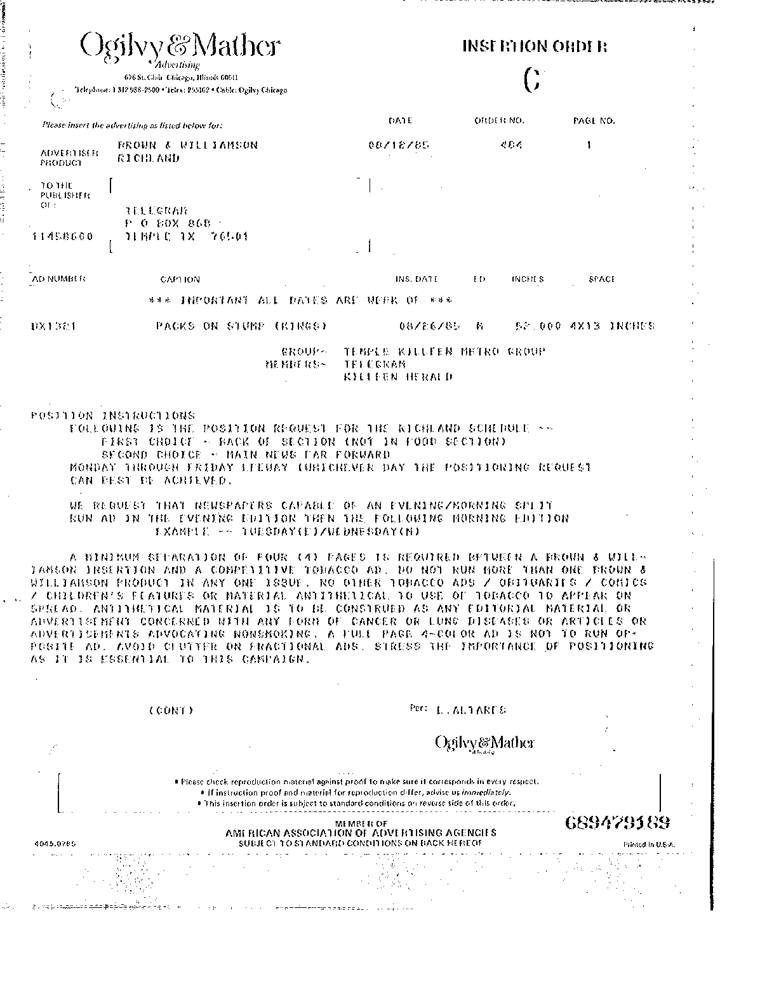 Ogilvy & Mather
Advertising
676 St. Clair Chicago, Illinois 60611
Telephone: 1 312 988-2500 • Telex: • Cable: Ogilvy Chicago
INSERTION ORDER
C
Please insert the advertising as listed below for:
DATE ORDER NO. PAGE NO.
ADVERTISER BROWN & WILLIAMSON 08/12/85 484 1
PRODUCT RICHLAND
TO THE
PUBLISHER
OF:
TELEGRAM
P O BOX 868
11458600 TEMPLE TX 76501
AD NUMBER CAPTION INS. DATE ED INCHES SPACE
*** IMPORTANT ALL DATES ARE WEEK OF ***
DX1321 PACKS ON STUMP (KINGS) 08/26/85 M 52.000 4X13 INCHES
GROUP- TEMPLE KILLEEN METRO GROUP
MEMBERS- TELEGRAM
KILLEEN HERALD
POSITION INSTRUCTIONS
FOLLOWING IS THE POSITION REQUEST FOR THE RICHLAND SCHEDULE --
FIRST CHOICE - BACK OF SECTION (NOT IN FOOD SECTION)
SECOND CHOICE - MAIN NEWS FAR FORWARD
MONDAY THROUGH FRIDAY LEEWAY (WHICHEVER DAY THE POSITIONING REQUEST
CAN BEST BE ACHIEVED.
WE REQUEST THAT NEWSPAPERS CAPABLE OF AN EVENING/MORNING SPLIT
RUN AD IN THE EVENING EDITION THEN THE FOLLOWING MORNING EDITION
EXAMPLE -- TUESDAY(E)/WEDNESDAY(M)
A MINIMUM SEPARATION OF FOUR (4) PAGES IS REQUIRED BETWEEN A BROWN & WILL-
IAMSON INSERTION AND A COMPETITIVE TOBACCO AD. DO NOT RUN MORE THAN ONE BROWN &
WILLIAMSON PRODUCT IN ANY ONE ISSUE. NO OTHER TOBACCO ADS / OBITUARIES / COMICS
/ CHILDREN'S FEATURES OR MATERIAL ANTITHETICAL TO USE OF TOBACCO TO APPEAR ON
SPREAD. ANTITHETICAL MATERIAL IS TO BE CONSTRUED AS ANY EDITORIAL MATERIAL OR
ADVERTISEMENT CONCERNED WITH ANY FORM OF CANCER OR LUNG DISEASES OR ARTICLES OR
ADVERTISEMENTS ADVOCATING NONSMOKING. A FULL PAGE 4-COLOR AD IS NOT TO RUN OP-
POSITE AD. AVOID CLUTTER OR FRACTIONAL ADS. STRESS THE IMPORTANCE OF POSITIONING
AS IT IS ESSENTIAL TO THIS CAMPAIGN.
(CONT) Per: L. ALTARES
Ogilvy & Mather
• Please check reproduction material against proof to make sure it corresponds in every respect.
• If instruction proof and material for reproduction differ, advise us immediately.
• This insertion order is subject to standard conditions on reverse side of this order.
MEMBER OF
AMERICAN ASSOCIATION OF ADVERTISING AGENCIES
SUBJECT TO STANDARD CONDITIONS ON BACK HEREOF
689479189
4045.0785 Printed in U.S.A.